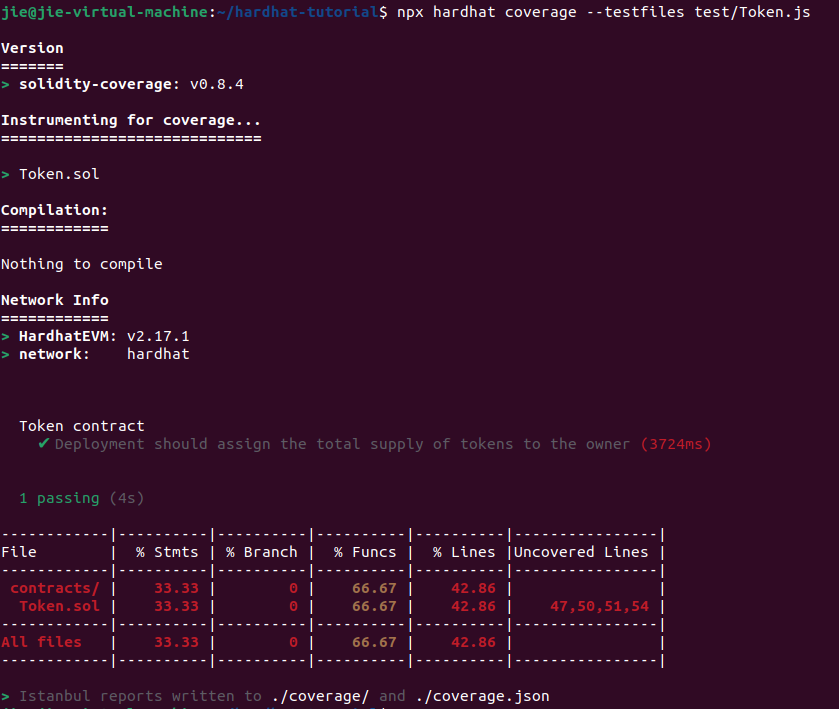 jie@jie-virtual-machine:~/hardhat-tutorial$ npx hardhat coverage --testfiles test/Token.js
Version
=======
> solidity-coverage: v0.8.4
Instrumenting for coverage...
=============================
> Token.sol
Compilation:
============
Nothing to compile
Network Info
============
> HardhatEVM: v2.17.1
> network:    hardhat
Token contract
✔ Deployment should assign the total supply of tokens to the owner (3724ms)
1 passing (4s)
------------|----------|----------|----------|----------|----------------|
File        |  % Stmts | % Branch |  % Funcs |  % Lines |Uncovered Lines |
------------|----------|----------|----------|----------|----------------|
 contracts/ |    33.33 |        0 |    66.67 |    42.86 |                |
  Token.sol |    33.33 |        0 |    66.67 |    42.86 |    47,50,51,54 |
------------|----------|----------|----------|----------|----------------|
All files   |    33.33 |        0 |    66.67 |    42.86 |                |
------------|----------|----------|----------|----------|----------------|
> Istanbul reports written to ./coverage/ and ./coverage.json